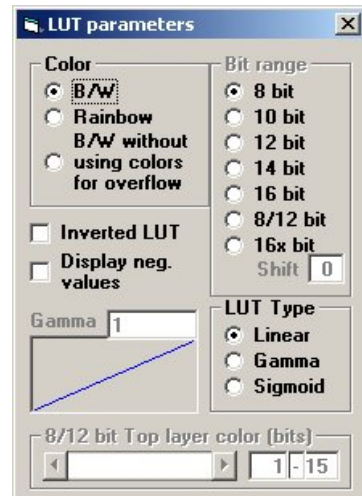 LUT parameters
Color
B/W
Rainbow
B/W without
using colors
for overflow
Inverted LUT
Display neg.
values
Gamma 1
Bit range
8 bit
10 bit
12 bit
14 bit
16 bit
8/12 bit
16x bit
Shift 0
LUT Type
Linear
Gamma
Sigmoid
8/12 bit Top layer color (bits)
1 - 15